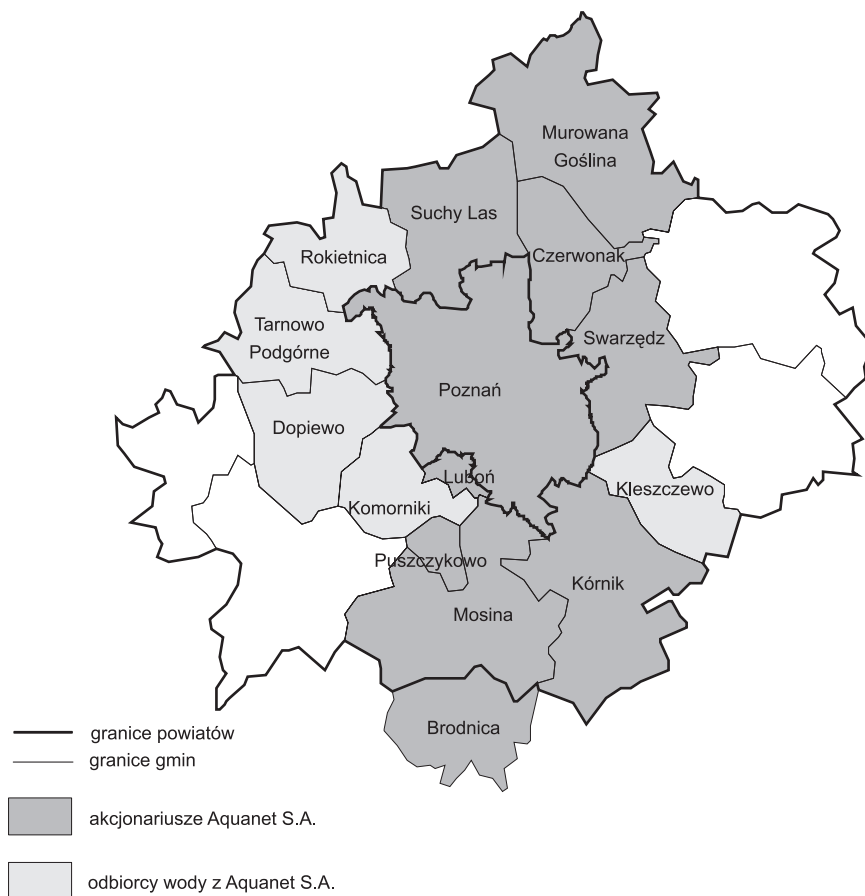 Murowana
Goślina
Suchy Las
Czerwonak
Rokietnica
Tarnowo
Podgórne
Swarzędz
Poznań
Dopiewo
Luboń
Kleszczewo
Komorniki
Puszczykowo
Kórnik
Mosina
Brodnica
granice powiatów
granice gmin
akcjonariusze Aquanet S.A.
odbiorcy wody z Aquanet S.A.